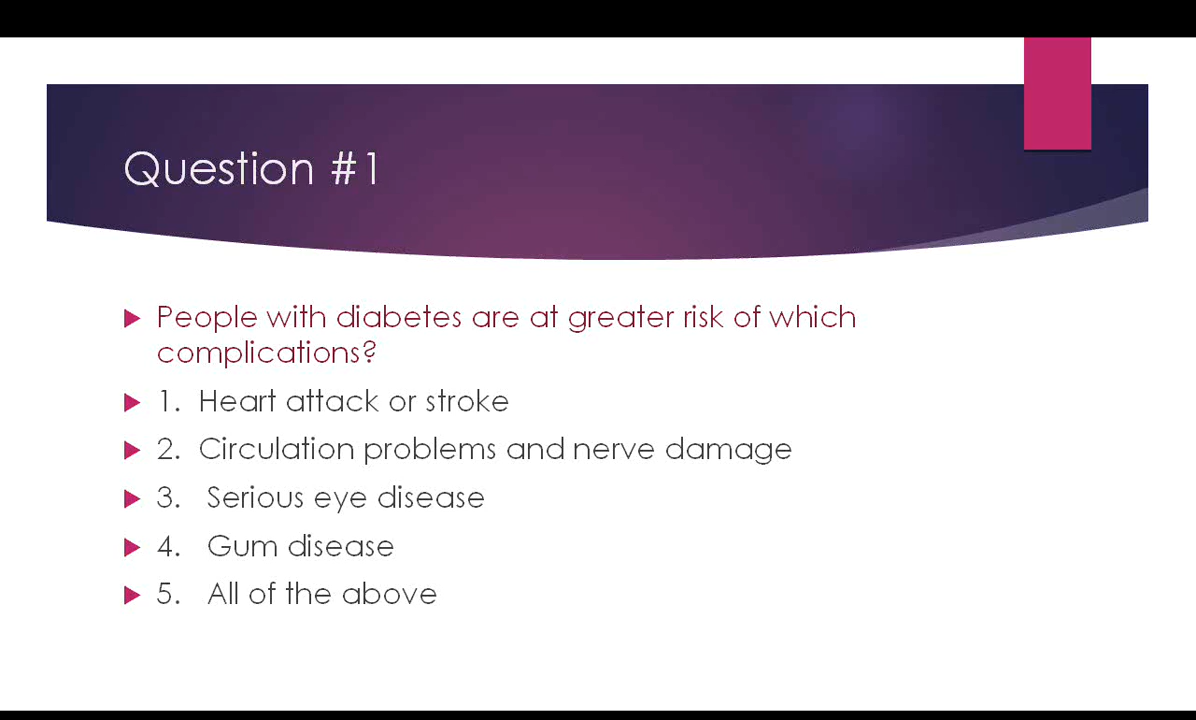 Question #1
People with diabetes are at greater risk of which
complications?
1. Heart attack or stroke
2. Circulation problems and nerve damage
3. Serious eye disease
4. Gum disease
5. All of the above